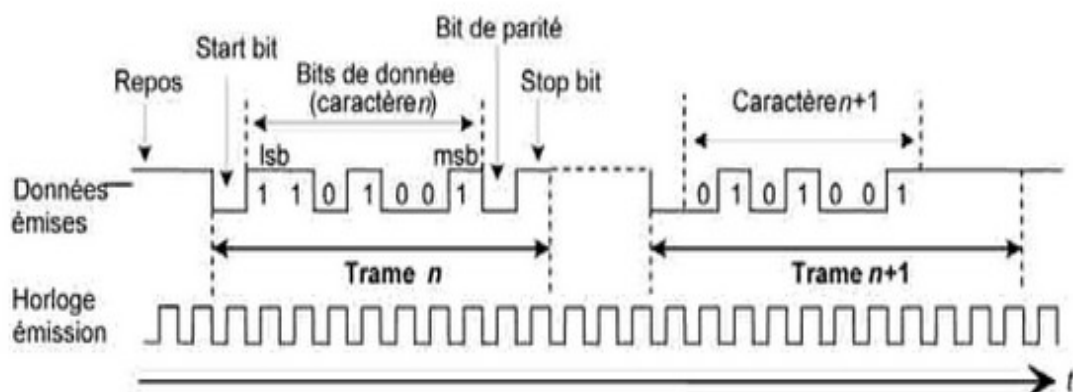 Bit de parité
Start bit
Bits de donnée
(caractère n)
Repos
Stop bit
Caractère n+1
lsb
msb
Données
émises
1 1 0 1 0 0 1
0 1 0 1 0 0 1
Trame n
Trame n+1
Horloge
émission
t